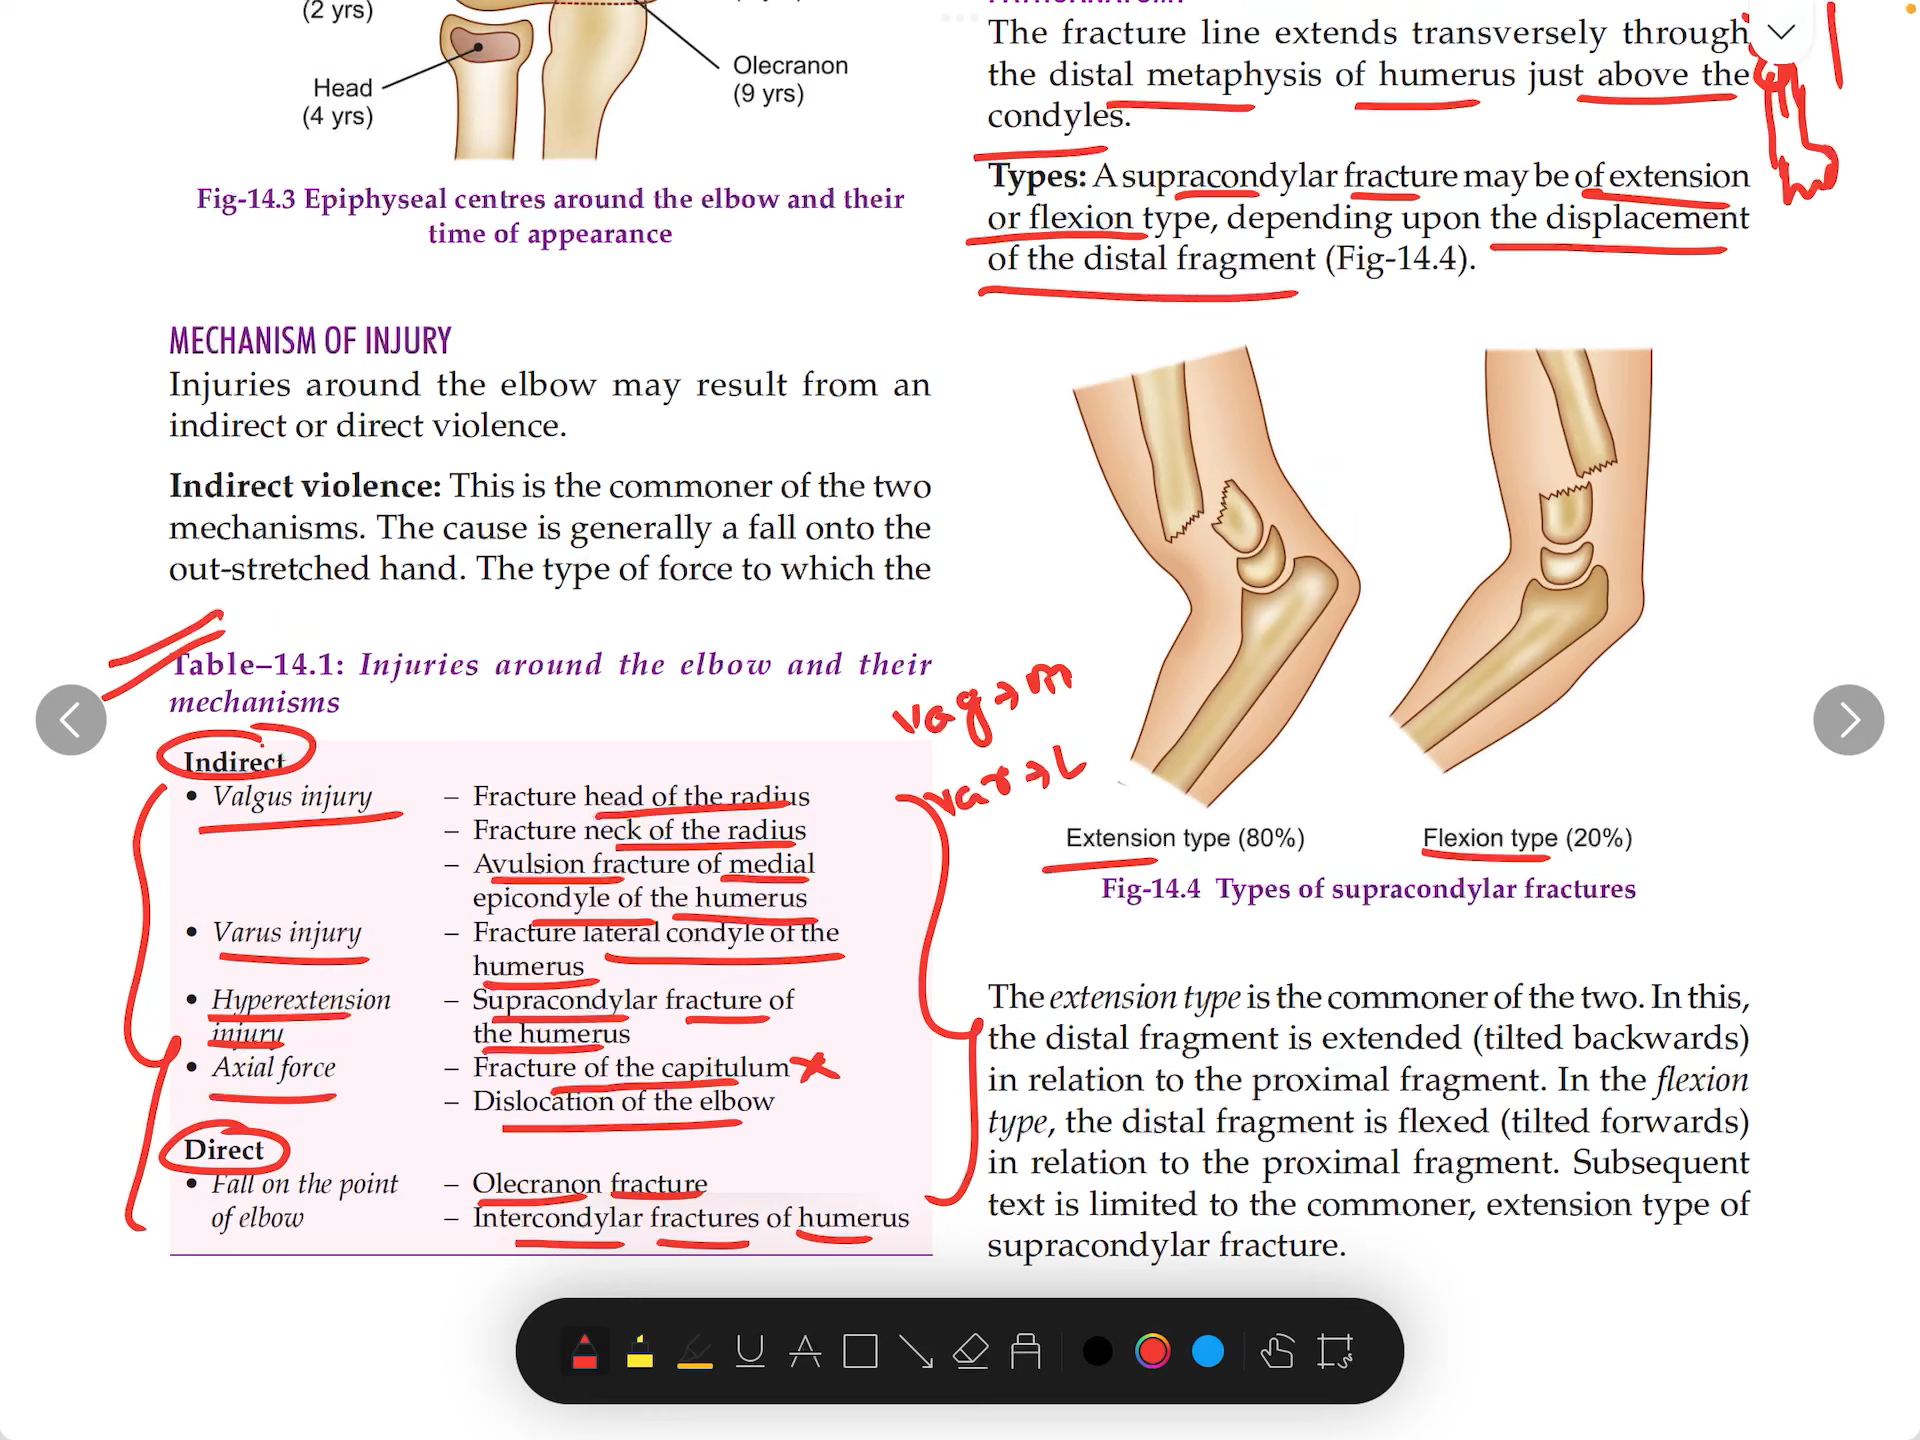 (2 yrs)
Head
(4 yrs)
Olecranon
(9 yrs)
Fig-14.3 Epiphyseal centres around the elbow and their
time of appearance
MECHANISM OF INJURY
Injuries around the elbow may result from an
indirect or direct violence.
Indirect violence: This is the commoner of the two
mechanisms. The cause is generally a fall onto the
out-stretched hand. The type of force to which the
Table–14.1: Injuries around the elbow and their
mechanisms
Indirect
• Valgus injury – Fracture head of the radius
– Fracture neck of the radius
– Avulsion fracture of medial
epicondyle of the humerus
• Varus injury – Fracture lateral condyle of the
humerus
• Hyperextension – Supracondylar fracture of
injury the humerus
• Axial force – Fracture of the capitulum
– Dislocation of the elbow
Direct
• Fall on the point – Olecranon fracture
of elbow – Intercondylar fractures of humerus
vag → m
var → L
The fracture line extends transversely through
the distal metaphysis of humerus just above the
condyles.
Types: A supracondylar fracture may be of extension
or flexion type, depending upon the displacement
of the distal fragment (Fig-14.4).
Extension type (80%)
Flexion type (20%)
Fig-14.4 Types of supracondylar fractures
The extension type is the commoner of the two. In this,
the distal fragment is extended (tilted backwards)
in relation to the proximal fragment. In the flexion
type, the distal fragment is flexed (tilted forwards)
in relation to the proximal fragment. Subsequent
text is limited to the commoner, extension type of
supracondylar fracture.